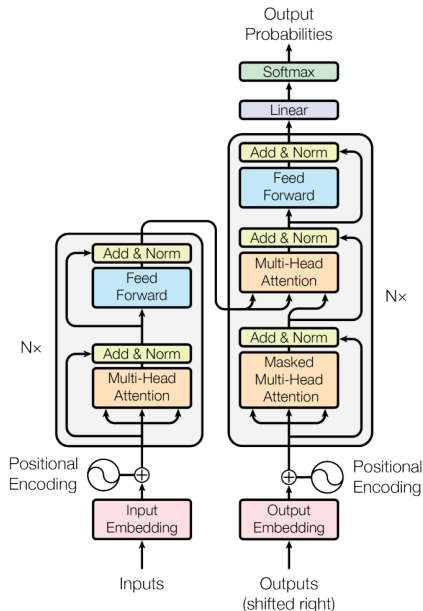 Output
Probabilities
Softmax
Linear
Add & Norm
Feed
Forward
Add & Norm
Multi-Head
Attention
Add & Norm
Masked
Multi-Head
Attention
N×
Add & Norm
Feed
Forward
Add & Norm
Multi-Head
Attention
N×
Positional
Encoding
Positional
Encoding
Input
Embedding
Output
Embedding
Inputs
Outputs
(shifted right)